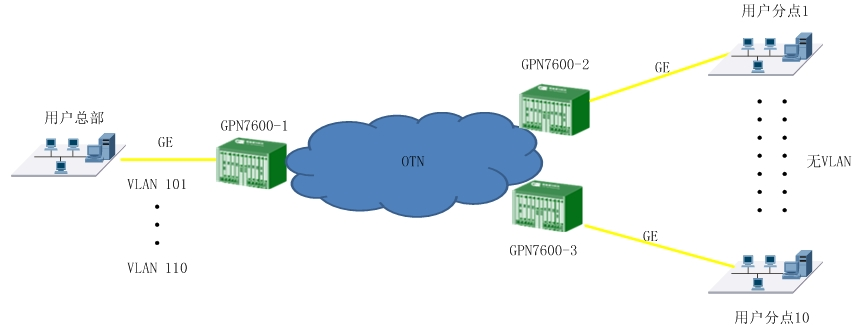 用户分点1
GPN7600-2
GE
用户总部
GPN7600-1
GE
OTN
无VLAN
VLAN 101
VLAN 110
GE
GPN7600-3
用户分点10